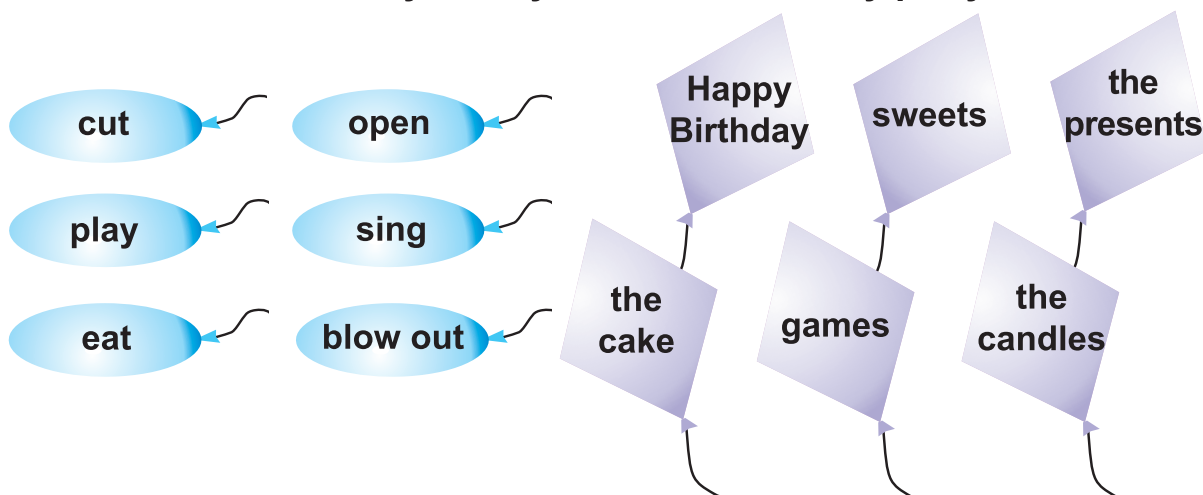 cut
open
play
sing
eat
blow out
Happy
Birthday
sweets
the
presents
the
cake
games
the
candles